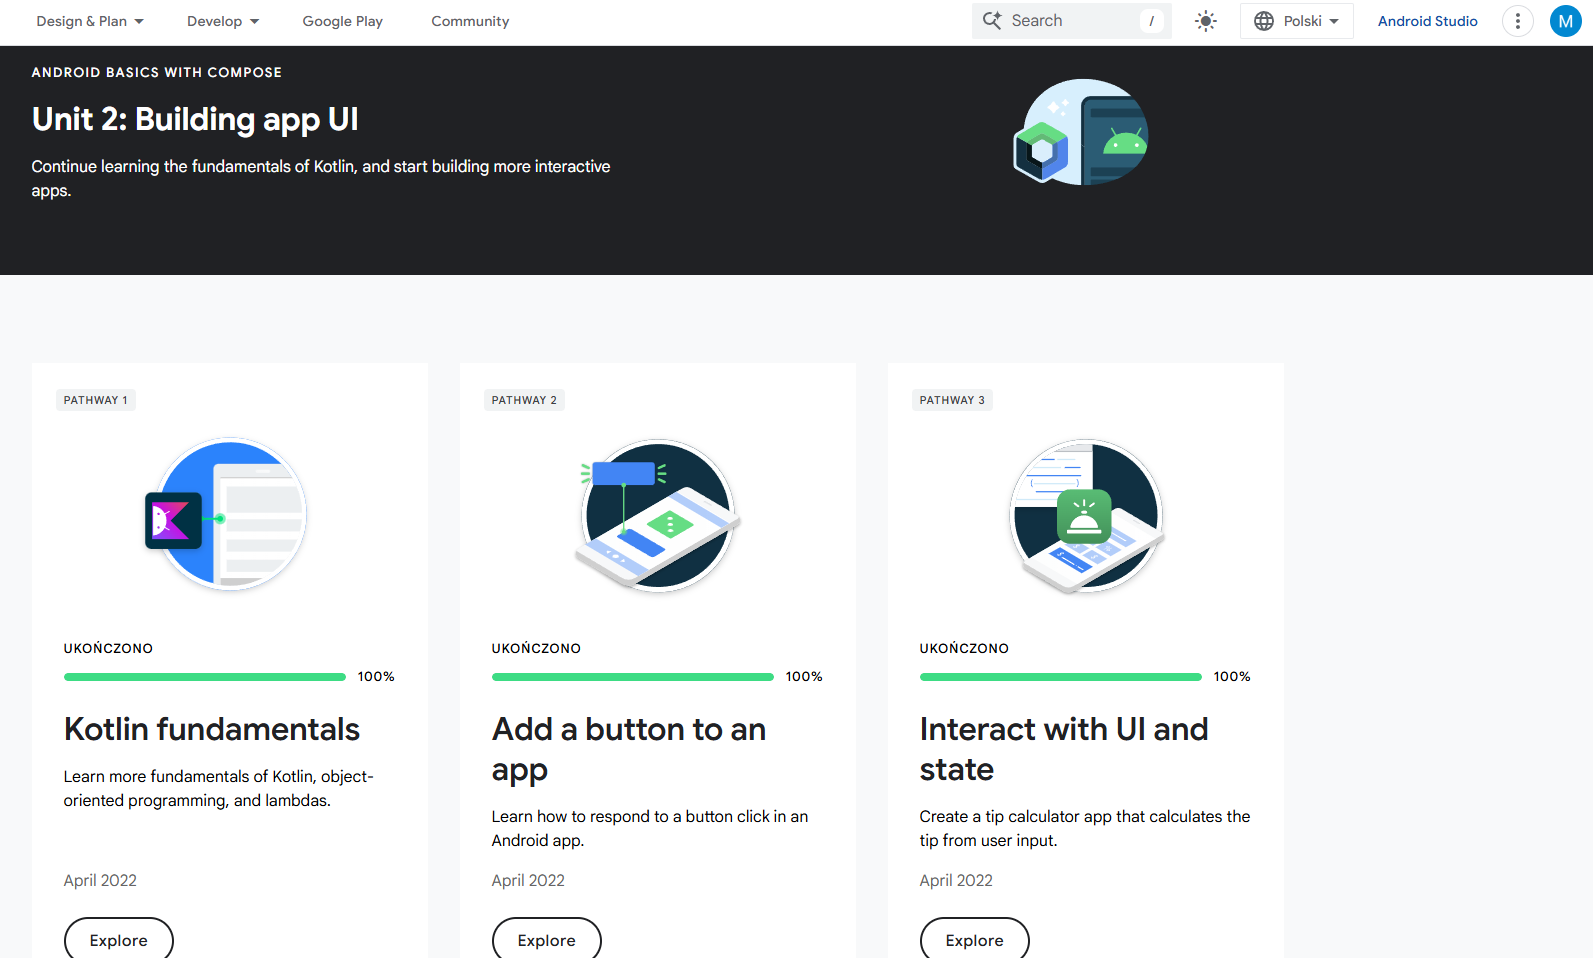 Design & Plan
Develop
Google Play
Community
Search
/
Polski
Android Studio
M
ANDROID BASICS WITH COMPOSE
Unit 2: Building app UI
Continue learning the fundamentals of Kotlin, and start building more interactive
apps.
PATHWAY 1
UKOŃCZONO
100%
Kotlin fundamentals
Learn more fundamentals of Kotlin, object-
oriented programming, and lambdas.
April 2022
Explore
PATHWAY 2
UKOŃCZONO
100%
Add a button to an
app
Learn how to respond to a button click in an
Android app.
April 2022
Explore
PATHWAY 3
UKOŃCZONO
100%
Interact with UI and
state
Create a tip calculator app that calculates the
tip from user input.
April 2022
Explore